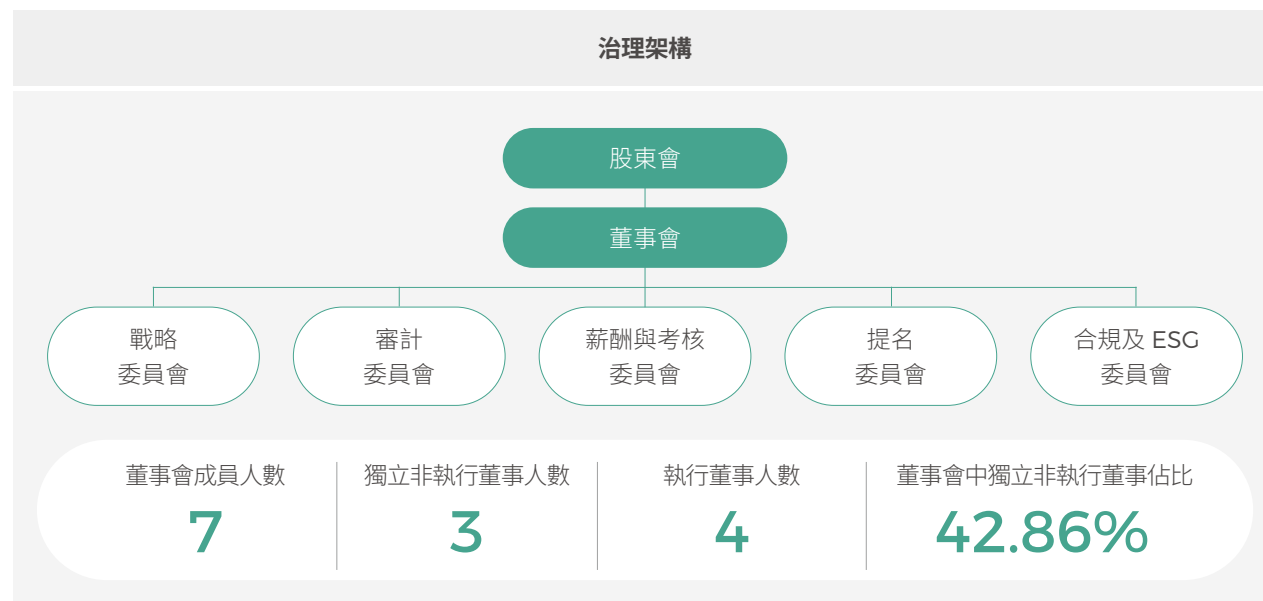 治理架構
股東會
董事會
戰略
委員會
審計
委員會
薪酬與考核
委員會
提名
委員會
合規及 ESG
委員會
董事會成員人數
7
獨立非執行董事人數
3
執行董事人數
4
董事會中獨立非執行董事佔比
42.86%